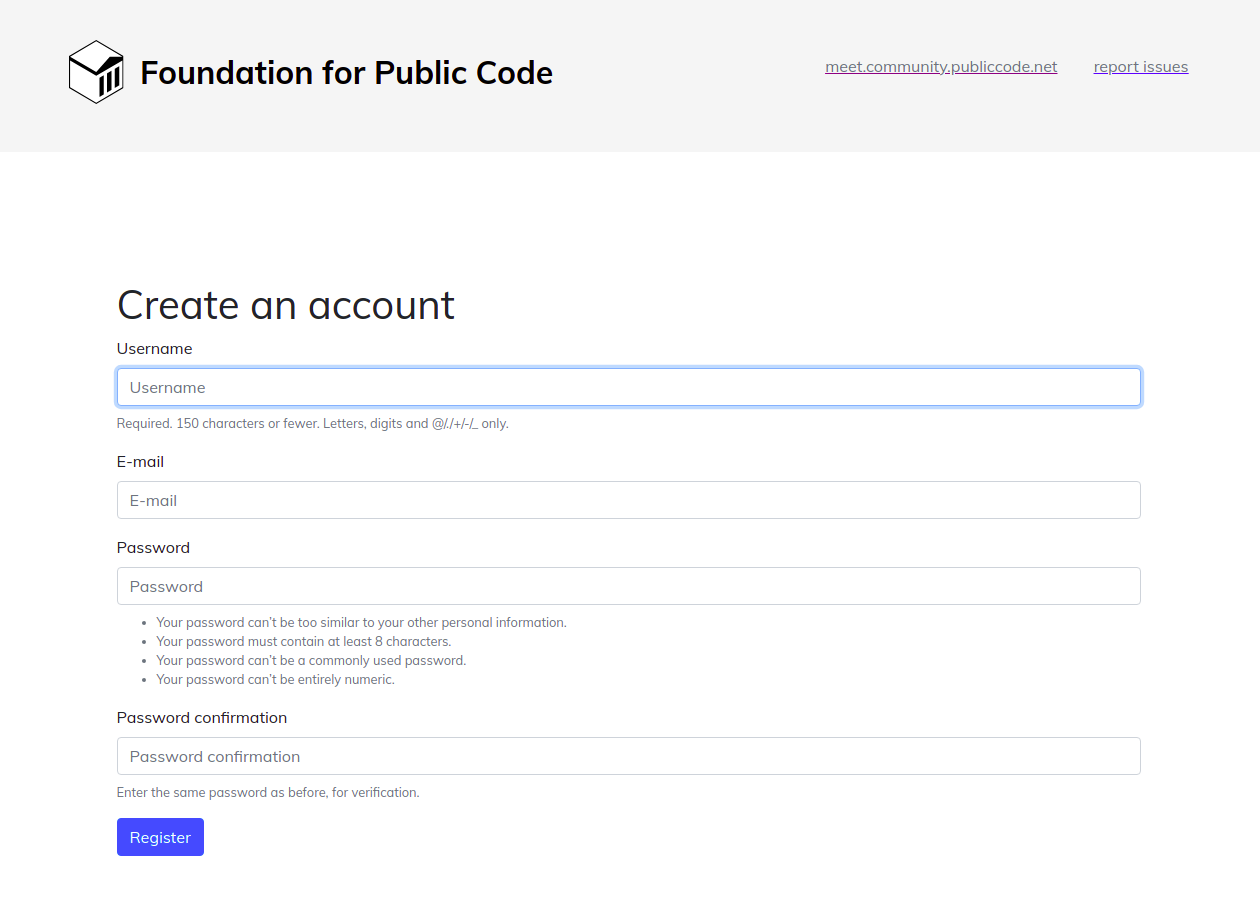 Foundation for Public Code
meet.community.publiccode.net
report issues
Create an account
Username
Username
Required. 150 characters or fewer. Letters, digits and @/./+/-/_ only.
E-mail
E-mail
Password
Password
Your password can’t be too similar to your other personal information.
Your password must contain at least 8 characters.
Your password can’t be a commonly used password.
Your password can’t be entirely numeric.
Password confirmation
Password confirmation
Enter the same password as before, for verification.
Register